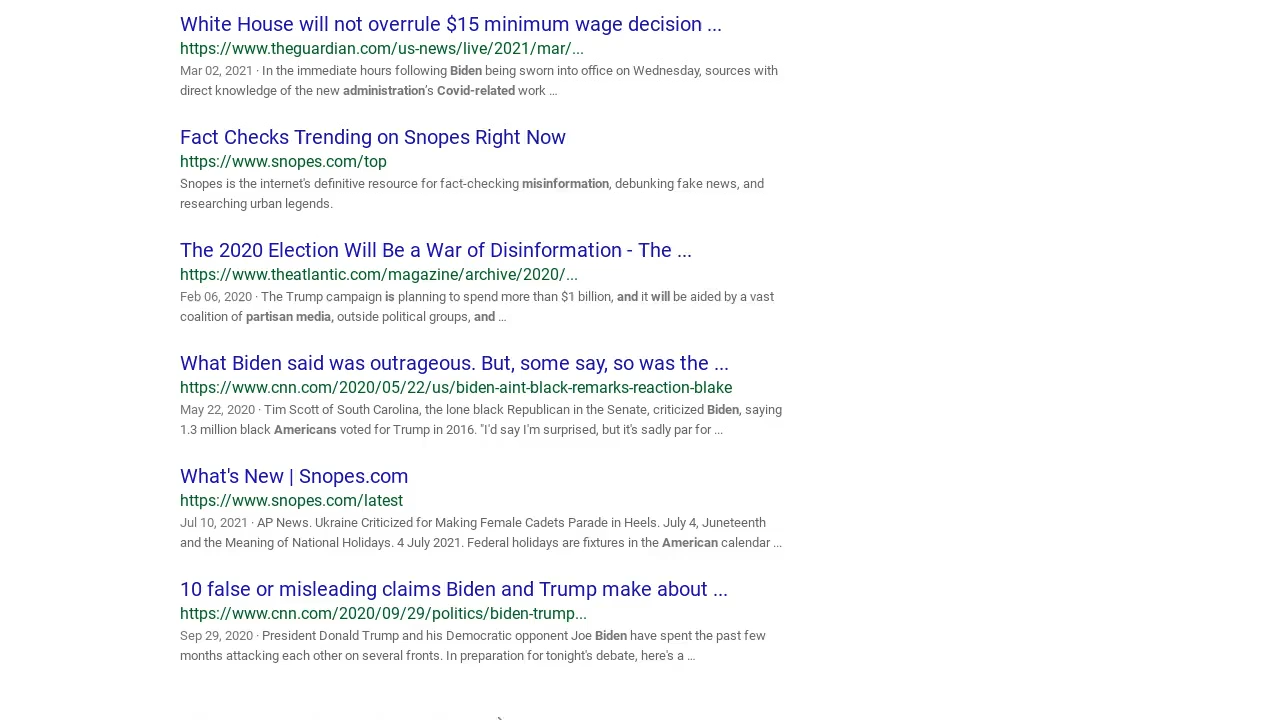 White House will not overrule $15 minimum wage decision ...
https://www.theguardian.com/us-news/live/2021/mar/...
Mar 02, 2021 · In the immediate hours following Biden being sworn into office on Wednesday, sources with
direct knowledge of the new administration's Covid-related work …
Fact Checks Trending on Snopes Right Now
https://www.snopes.com/top
Snopes is the internet's definitive resource for fact-checking misinformation, debunking fake news, and
researching urban legends.
The 2020 Election Will Be a War of Disinformation - The ...
https://www.theatlantic.com/magazine/archive/2020/...
Feb 06, 2020 · The Trump campaign is planning to spend more than $1 billion, and it will be aided by a vast
coalition of partisan media, outside political groups, and …
What Biden said was outrageous. But, some say, so was the ...
https://www.cnn.com/2020/05/22/us/biden-aint-black-remarks-reaction-blake
May 22, 2020 · Tim Scott of South Carolina, the lone black Republican in the Senate, criticized Biden, saying
1.3 million black Americans voted for Trump in 2016. "I'd say I'm surprised, but it's sadly par for ...
What's New | Snopes.com
https://www.snopes.com/latest
Jul 10, 2021 · AP News. Ukraine Criticized for Making Female Cadets Parade in Heels. July 4, Juneteenth
and the Meaning of National Holidays. 4 July 2021. Federal holidays are fixtures in the American calendar ...
10 false or misleading claims Biden and Trump make about ...
https://www.cnn.com/2020/09/29/politics/biden-trump...
Sep 29, 2020 · President Donald Trump and his Democratic opponent Joe Biden have spent the past few
months attacking each other on several fronts. In preparation for tonight's debate, here's a …